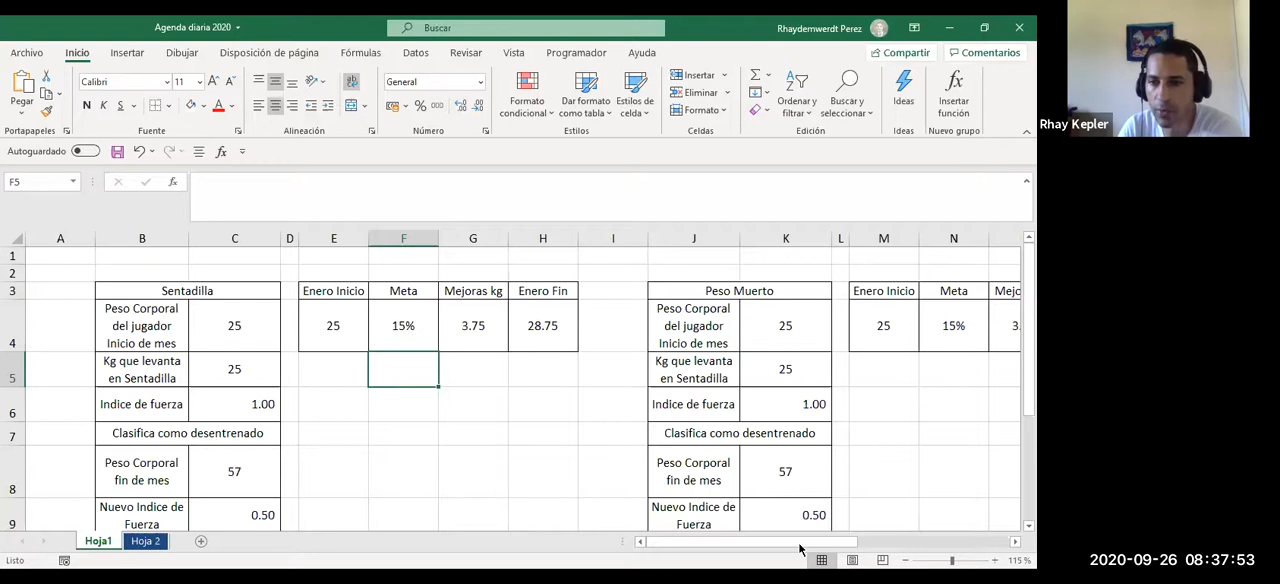 Agenda diaria 2020
Buscar
Rhaydemwerdt Perez
Archivo Inicio Insertar Dibujar Disposición de página Fórmulas Datos Revisar Vista Programador Ayuda Compartir Comentarios
Pegar
Calibri 11
N K S
General
Formato condicional
Dar formato como tabla
Estilos de celda
Insertar
Eliminar
Formato
Ordenar y filtrar
Buscar y seleccionar
Ideas
Insertar función
Portapapeles Fuente Alineación Número Estilos Celdas Edición Ideas Nuevo grupo
Autoguardado
F5
A B C D E F G H I J K L M N
1
2
3 Sentadilla Enero Inicio Meta Mejoras kg Enero Fin Peso Muerto Enero Inicio Meta Mejo
4 Peso Corporal del jugador Inicio de mes 25 25 15% 3.75 28.75 Peso Corporal del jugador Inicio de mes 25 25 15% 3.
5 Kg que levanta en Sentadilla 25 Kg que levanta en Sentadilla 25
6 Indice de fuerza 1.00 Indice de fuerza 1.00
7 Clasifica como desentrenado Clasifica como desentrenado
8 Peso Corporal fin de mes 57 Peso Corporal fin de mes 57
9 Nuevo Indice de Fuerza 0.50 Nuevo Indice de Fuerza 0.50
Hoja1 Hoja 2
Listo
115 %
Rhay Kepler
2020-09-26 08:37:53